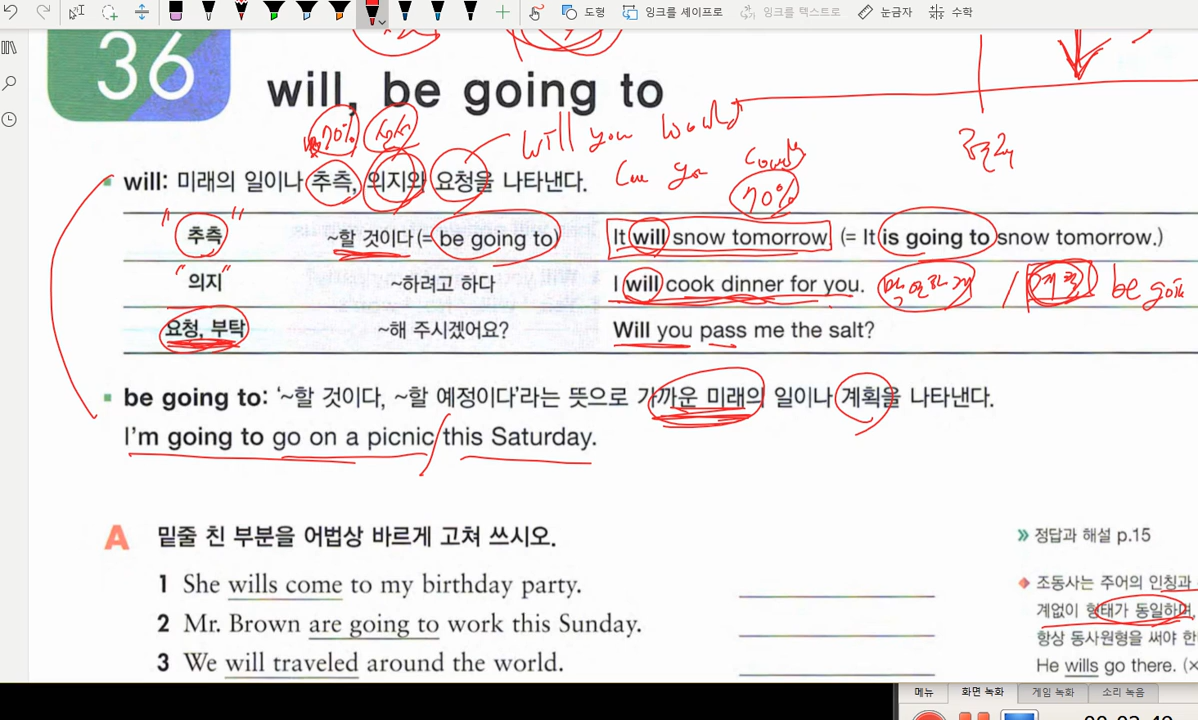 도형 잉크를 셰이프로 잉크를 텍스트로 눈금자 수학
36
will, be going to
70%
will you would
can you could
70%
will: 미래의 일이나 추측, 의지와 요청을 나타낸다.
"추측" ~할 것이다(= be going to) It will snow tomorrow. (= It is going to snow tomorrow.)
"의지" ~하려고 하다 I will cook dinner for you. / 계획 be goin
요청, 부탁 ~해 주시겠어요? Will you pass me the salt?
be going to: ‘~할 것이다, ~할 예정이다’라는 뜻으로 가까운 미래의 일이나 계획을 나타낸다.
I'm going to go on a picnic / this Saturday.
A 밑줄 친 부분을 어법상 바르게 고쳐 쓰시오.
정답과 해설 p.15
1 She wills come to my birthday party.
2 Mr. Brown are going to work this Sunday.
3 We will traveled around the world.
조동사는 주어의 인칭과
계없이 형태가 동일하며,
항상 동사원형을 써야 한
He wills go there. (×
메뉴 화면 녹화 게임 녹화 소리 녹음